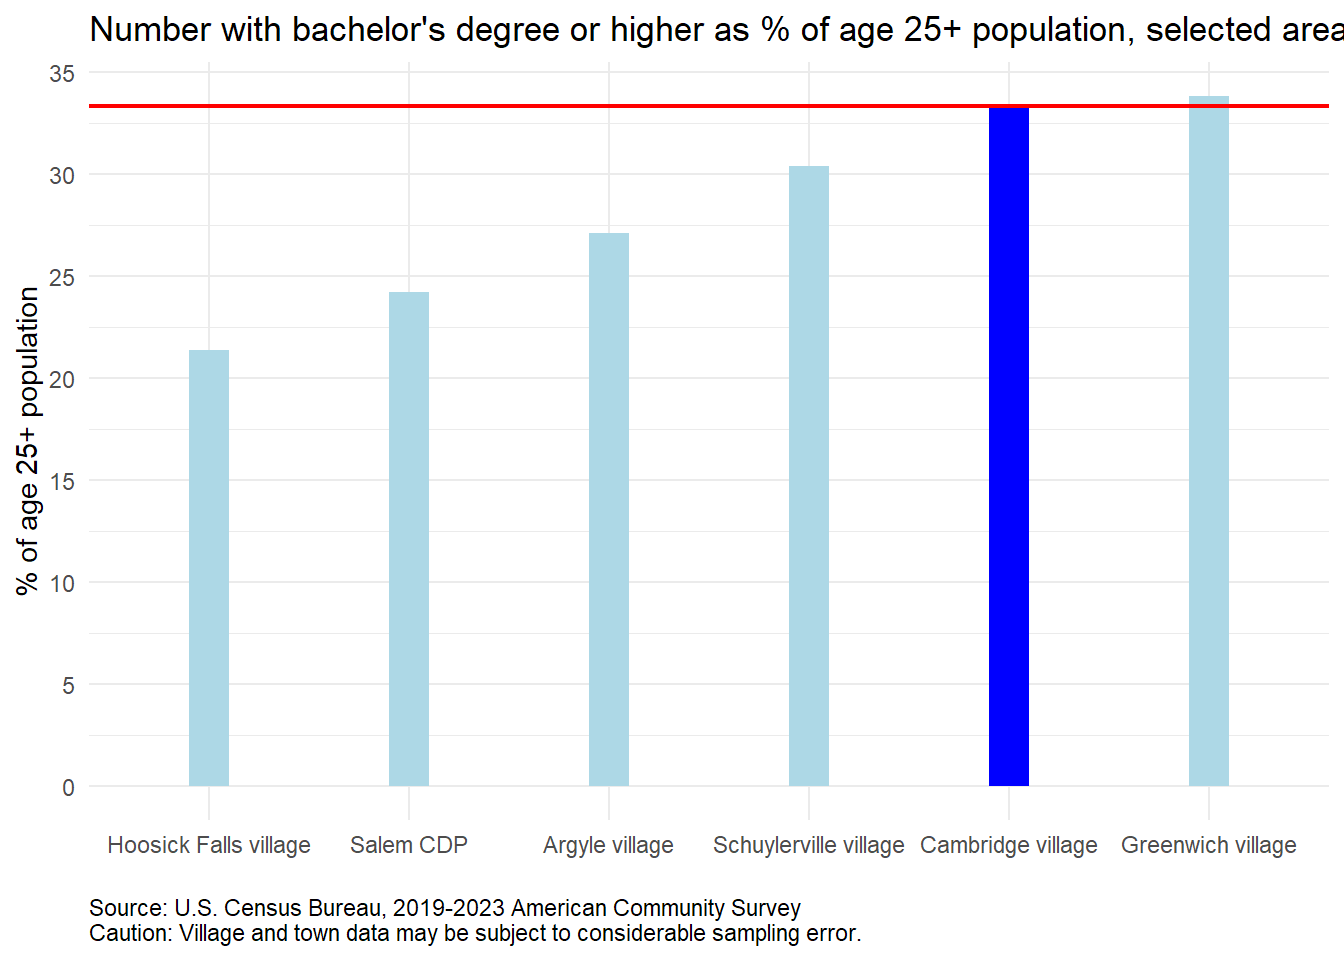 Number with bachelor's degree or higher as % of age 25+ population, selected area
% of age 25+ population
35
30
25
20
15
10
5
0
Hoosick Falls village
Salem CDP
Argyle village
Schuylerville village
Cambridge village
Greenwich village
Source: U.S. Census Bureau, 2019-2023 American Community Survey
Caution: Village and town data may be subject to considerable sampling error.